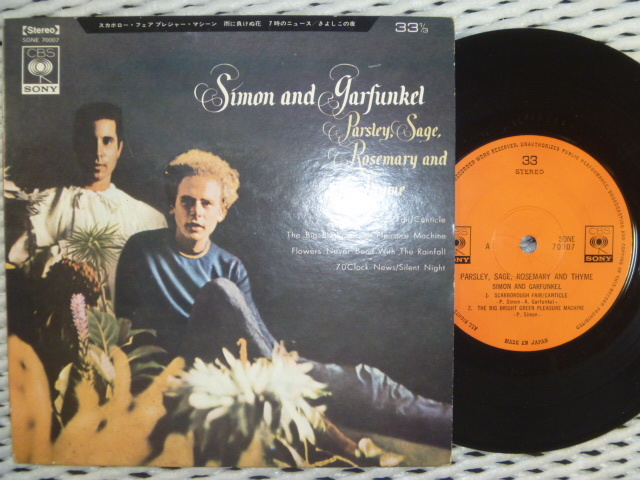 スカボロー・フェア プレジャー・マシーン 雨に負けぬ花 7時のニュース/きよしこの夜
【Stereo】
SONE 70007
33⅓
CBS
SONY
Simon and Garfunkel
Parsley, Sage,
Rosemary and
Fair/Canticle
The Big Pleasure Machine
Flowers Never Bend With The Rainfall
7O'Clock News/Silent Night
33
STEREO
CBS
A
SONE
70007
CBS
SONY
PARSLEY, SAGE, ROSEMARY AND THYME
SIMON AND GARFUNKEL
1. SCARBOROUGH FAIR/CANTICLE
-P. Simon-A. Garfunkel-
2. THE BIG BRIGHT GREEN PLEASURE MACHINE
-P. Simon-
MADE IN JAPAN